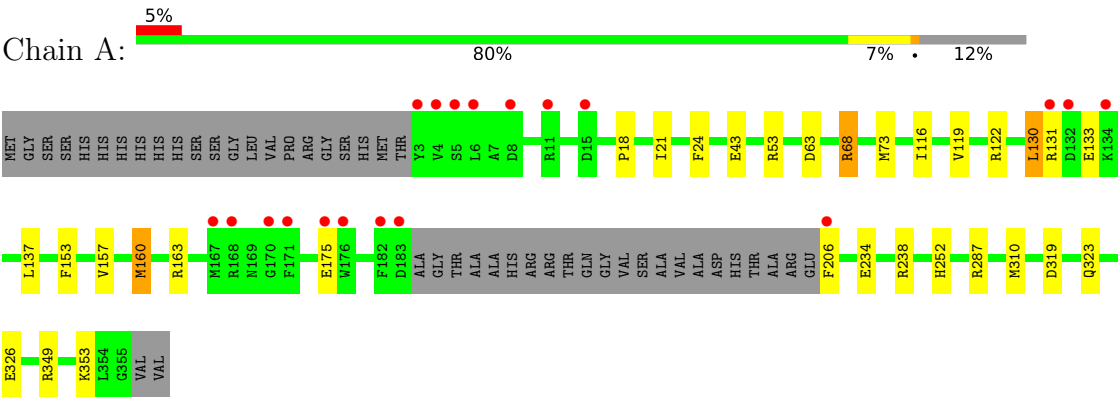 5%
Chain A:
80% 7% • 12%
MET GLY SER SER HIS HIS HIS HIS HIS HIS SER SER GLY LEU VAL PRO ARG GLY SER HIS MET THR Y3 V4 S5 L6 A7 D8 R11 D15 P18 I21 F24 E43 R53 D63 R68 M73 I116 V119 R122 L130 R131 D132 E133 K134
L137 F153 V157 M160 R163 M167 R168 N169 G170 F171 E175 W176 F182 D183 ALA GLY THR ALA ALA HIS ARG ARG THR GLN GLY VAL SER ALA VAL ALA ASP HIS THR ALA ARG GLU F206 E234 R238 H252 R287 M310 D319 Q323
E326 R349 K353 L354 G355 VAL VAL